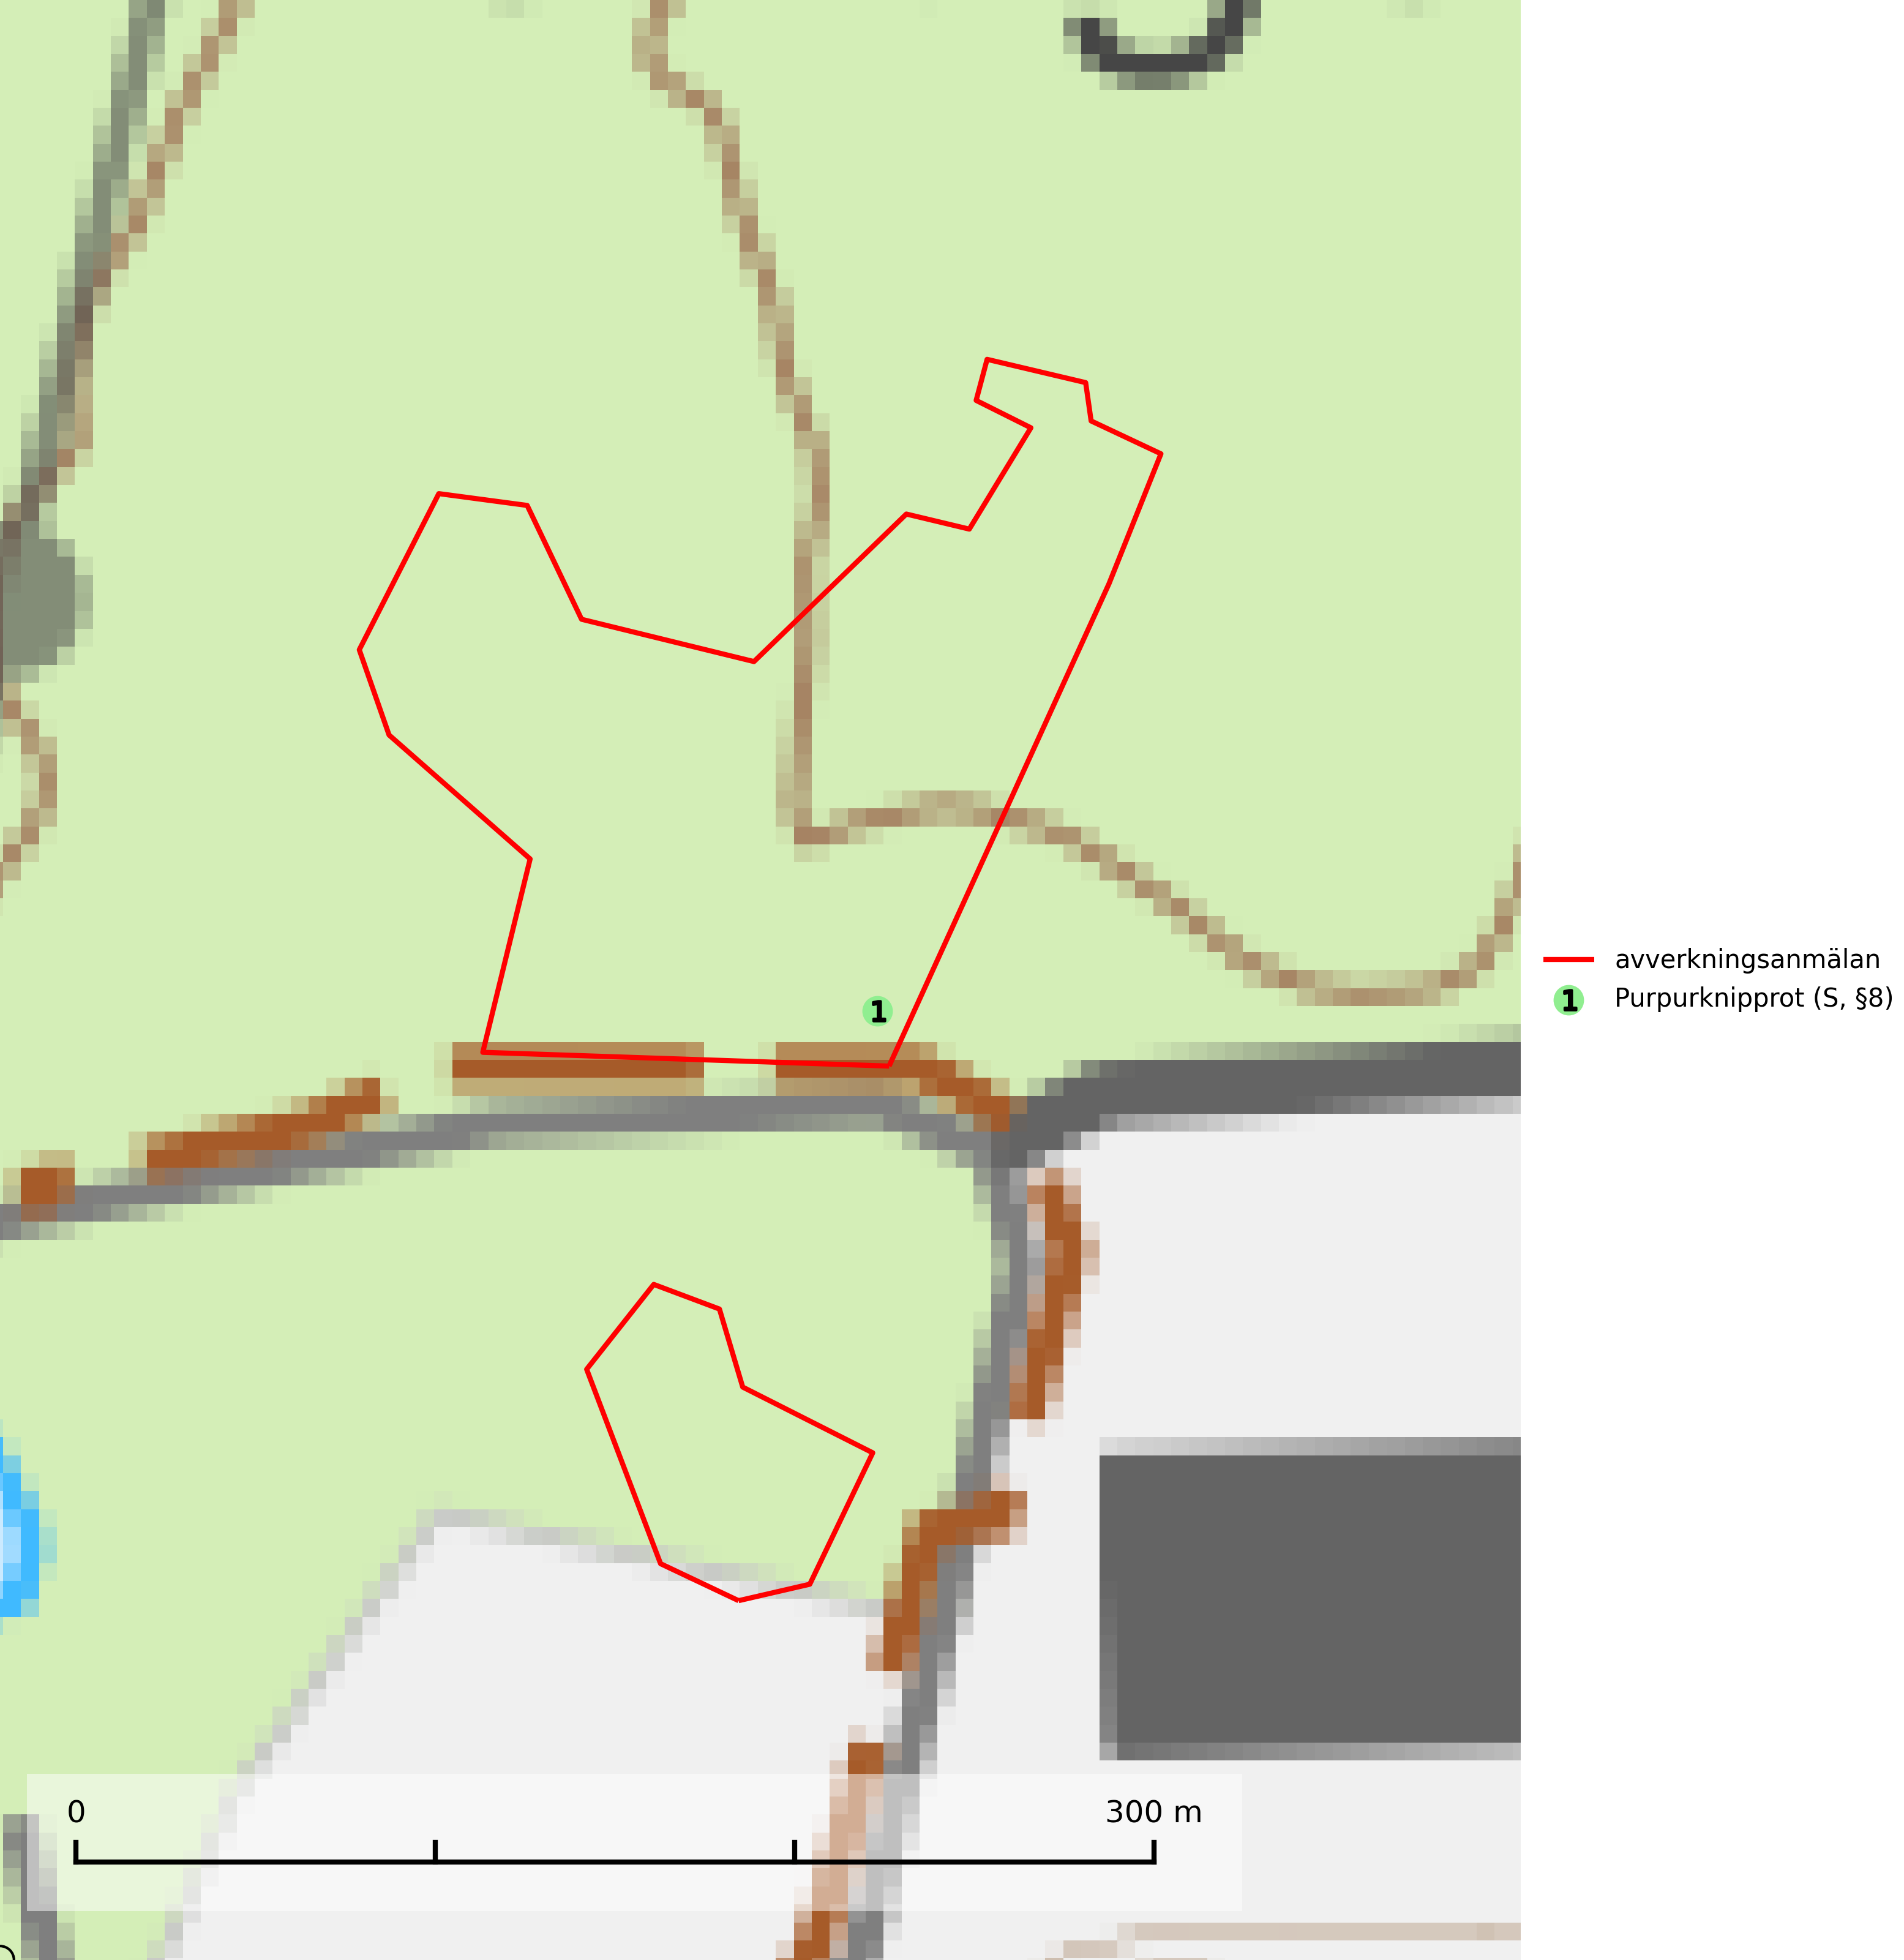 avverkningsanmälan
1 Purpurknipprot (S, §8)
1
0 300 m